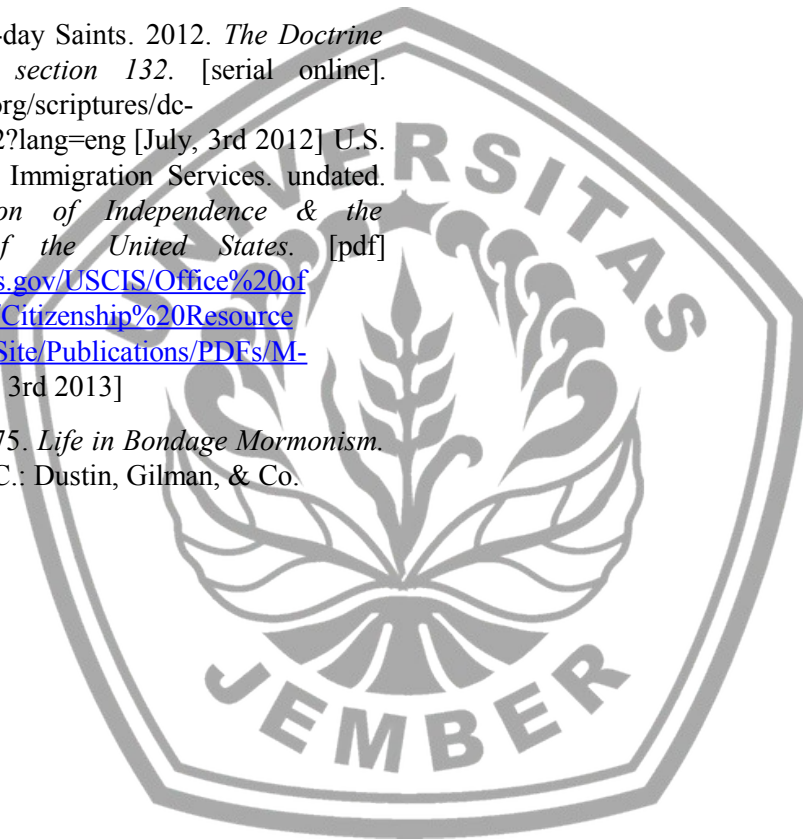 -day Saints. 2012. The Doctrine
section 132. [serial online].
org/scriptures/dc-
2?lang=eng [July, 3rd 2012] U.S.
Immigration Services. undated.
on of Independence & the
of the United States. [pdf]
s.gov/USCIS/Office%20of
/Citizenship%20Resource
Site/Publications/PDFs/M-
3rd 2013]
75. Life in Bondage Mormonism.
C.: Dustin, Gilman, & Co.
UNIVERSITAS
JEMBER